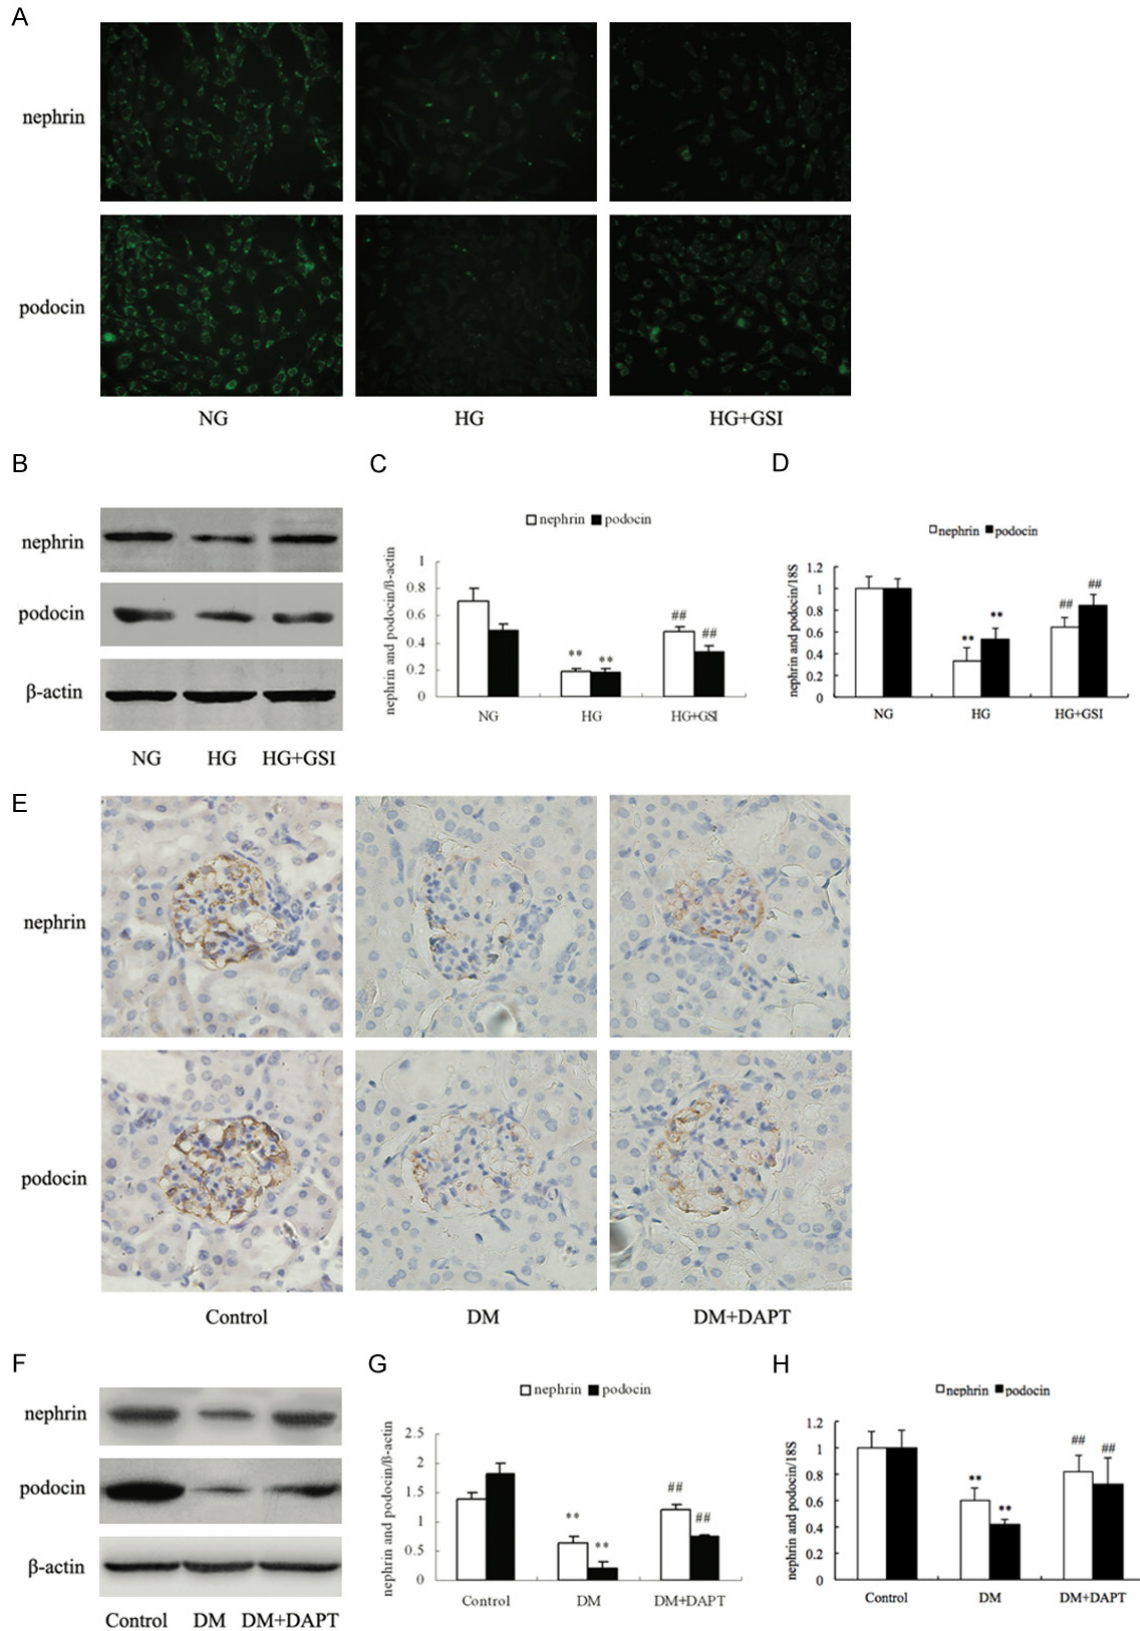 A
nephrin
podocin
NG HG HG+GSI
B
nephrin
podocin
β-actin
NG HG HG+GSI
C
nephrin podocin
nephrin and podocin/ß-actin
1
0.8
0.6
0.4
0.2
0
** **
## ##
NG HG HG+GSI
D
nephrin podocin
nephrin and podocin/18S
1.2
1
0.8
0.6
0.4
0.2
0
** **
## ##
NG HG HG+GSI
E
nephrin
podocin
Control DM DM+DAPT
F
nephrin
podocin
β-actin
Control DM DM+DAPT
G
nephrin podocin
nephrin and podocin/ß-actin
2.5
2
1.5
1
0.5
0
** **
## ##
Control DM DM+DAPT
H
nephrin podocin
nephrin and podocin/18S
1.2
1
0.8
0.6
0.4
0.2
0
** **
## ##
Control DM DM+DAPT